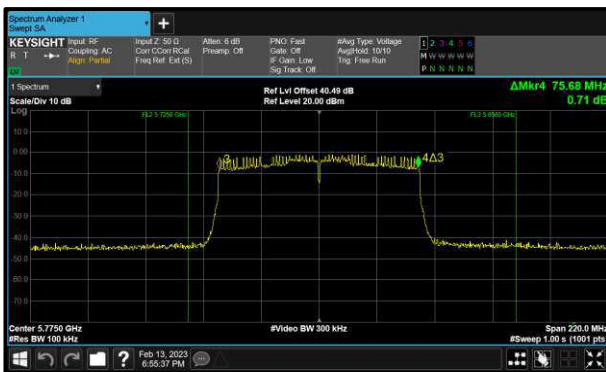 Spectrum Analyzer 1
Swept SA
+
KEYSIGHT
R T
Input: RF
Coupling: AC
Align: Partial
Input Z: 50 Ω
Corr CCorr RCal
Freq Ref: Ext (S)
Atten: 6 dB
Preamp: Off
PNO: Fast
Gate: Off
IF Gain: Low
Sig Track: Off
#Avg Type: Voltage
Avg|Hold: 10/10
Trig: Free Run
1 2 3 4 5 6
M W W W W W
P N N N N N
1 Spectrum
Scale/Div 10 dB
Ref Lvl Offset 40.49 dB
Ref Level 20.00 dBm
ΔMkr4 75.68 MHz
0.71 dB
Log
10.0
0.00
-10.0
-20.0
-30.0
-40.0
-50.0
-60.0
-70.0
3
4Δ3
Center 5.7750 GHz
#Res BW 100 kHz
#Video BW 300 kHz
Span 220.0 MHz
#Sweep 1.00 s (1001 pts)
?
Feb 13, 2023
6:55:37 PM